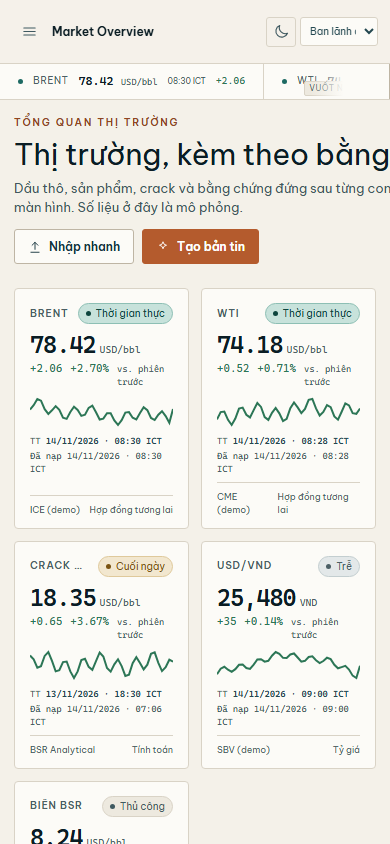 Market Overview
Ban lãnh
BRENT 78.42 USD/bbl 08:30 ICT +2.06
WTI
VUỐT
TỔNG QUAN THỊ TRƯỜNG
Thị trường, kèm theo bằng
Dầu thô, sản phẩm, crack và bằng chứng đứng sau từng con
màn hình. Số liệu ở đây là mô phỏng.
Nhập nhanh
Tạo bản tin
BRENT
Thời gian thực
78.42 USD/bbl
+2.06 +2.70% vs. phiên
trước
TT 14/11/2026 · 08:30 ICT
Đã nạp 14/11/2026 · 08:30
ICT
ICE (demo) Hợp đồng tương lai
WTI
Thời gian thực
74.18 USD/bbl
+0.52 +0.71% vs. phiên
trước
TT 14/11/2026 · 08:28 ICT
Đã nạp 14/11/2026 · 08:28
ICT
CME
(demo)
Hợp đồng tương
lai
CRACK ...
Cuối ngày
18.35 USD/bbl
+0.65 +3.67% vs. phiên
trước
TT 13/11/2026 · 18:30 ICT
Đã nạp 14/11/2026 · 07:06
ICT
BSR Analytical Tính toán
USD/VND
Trễ
25,480 VND
+35 +0.14% vs. phiên
trước
TT 14/11/2026 · 09:00 ICT
Đã nạp 14/11/2026 · 09:00
ICT
SBV (demo) Tỷ giá
BIÊN BSR
Thủ công
8.24 USD/bbl